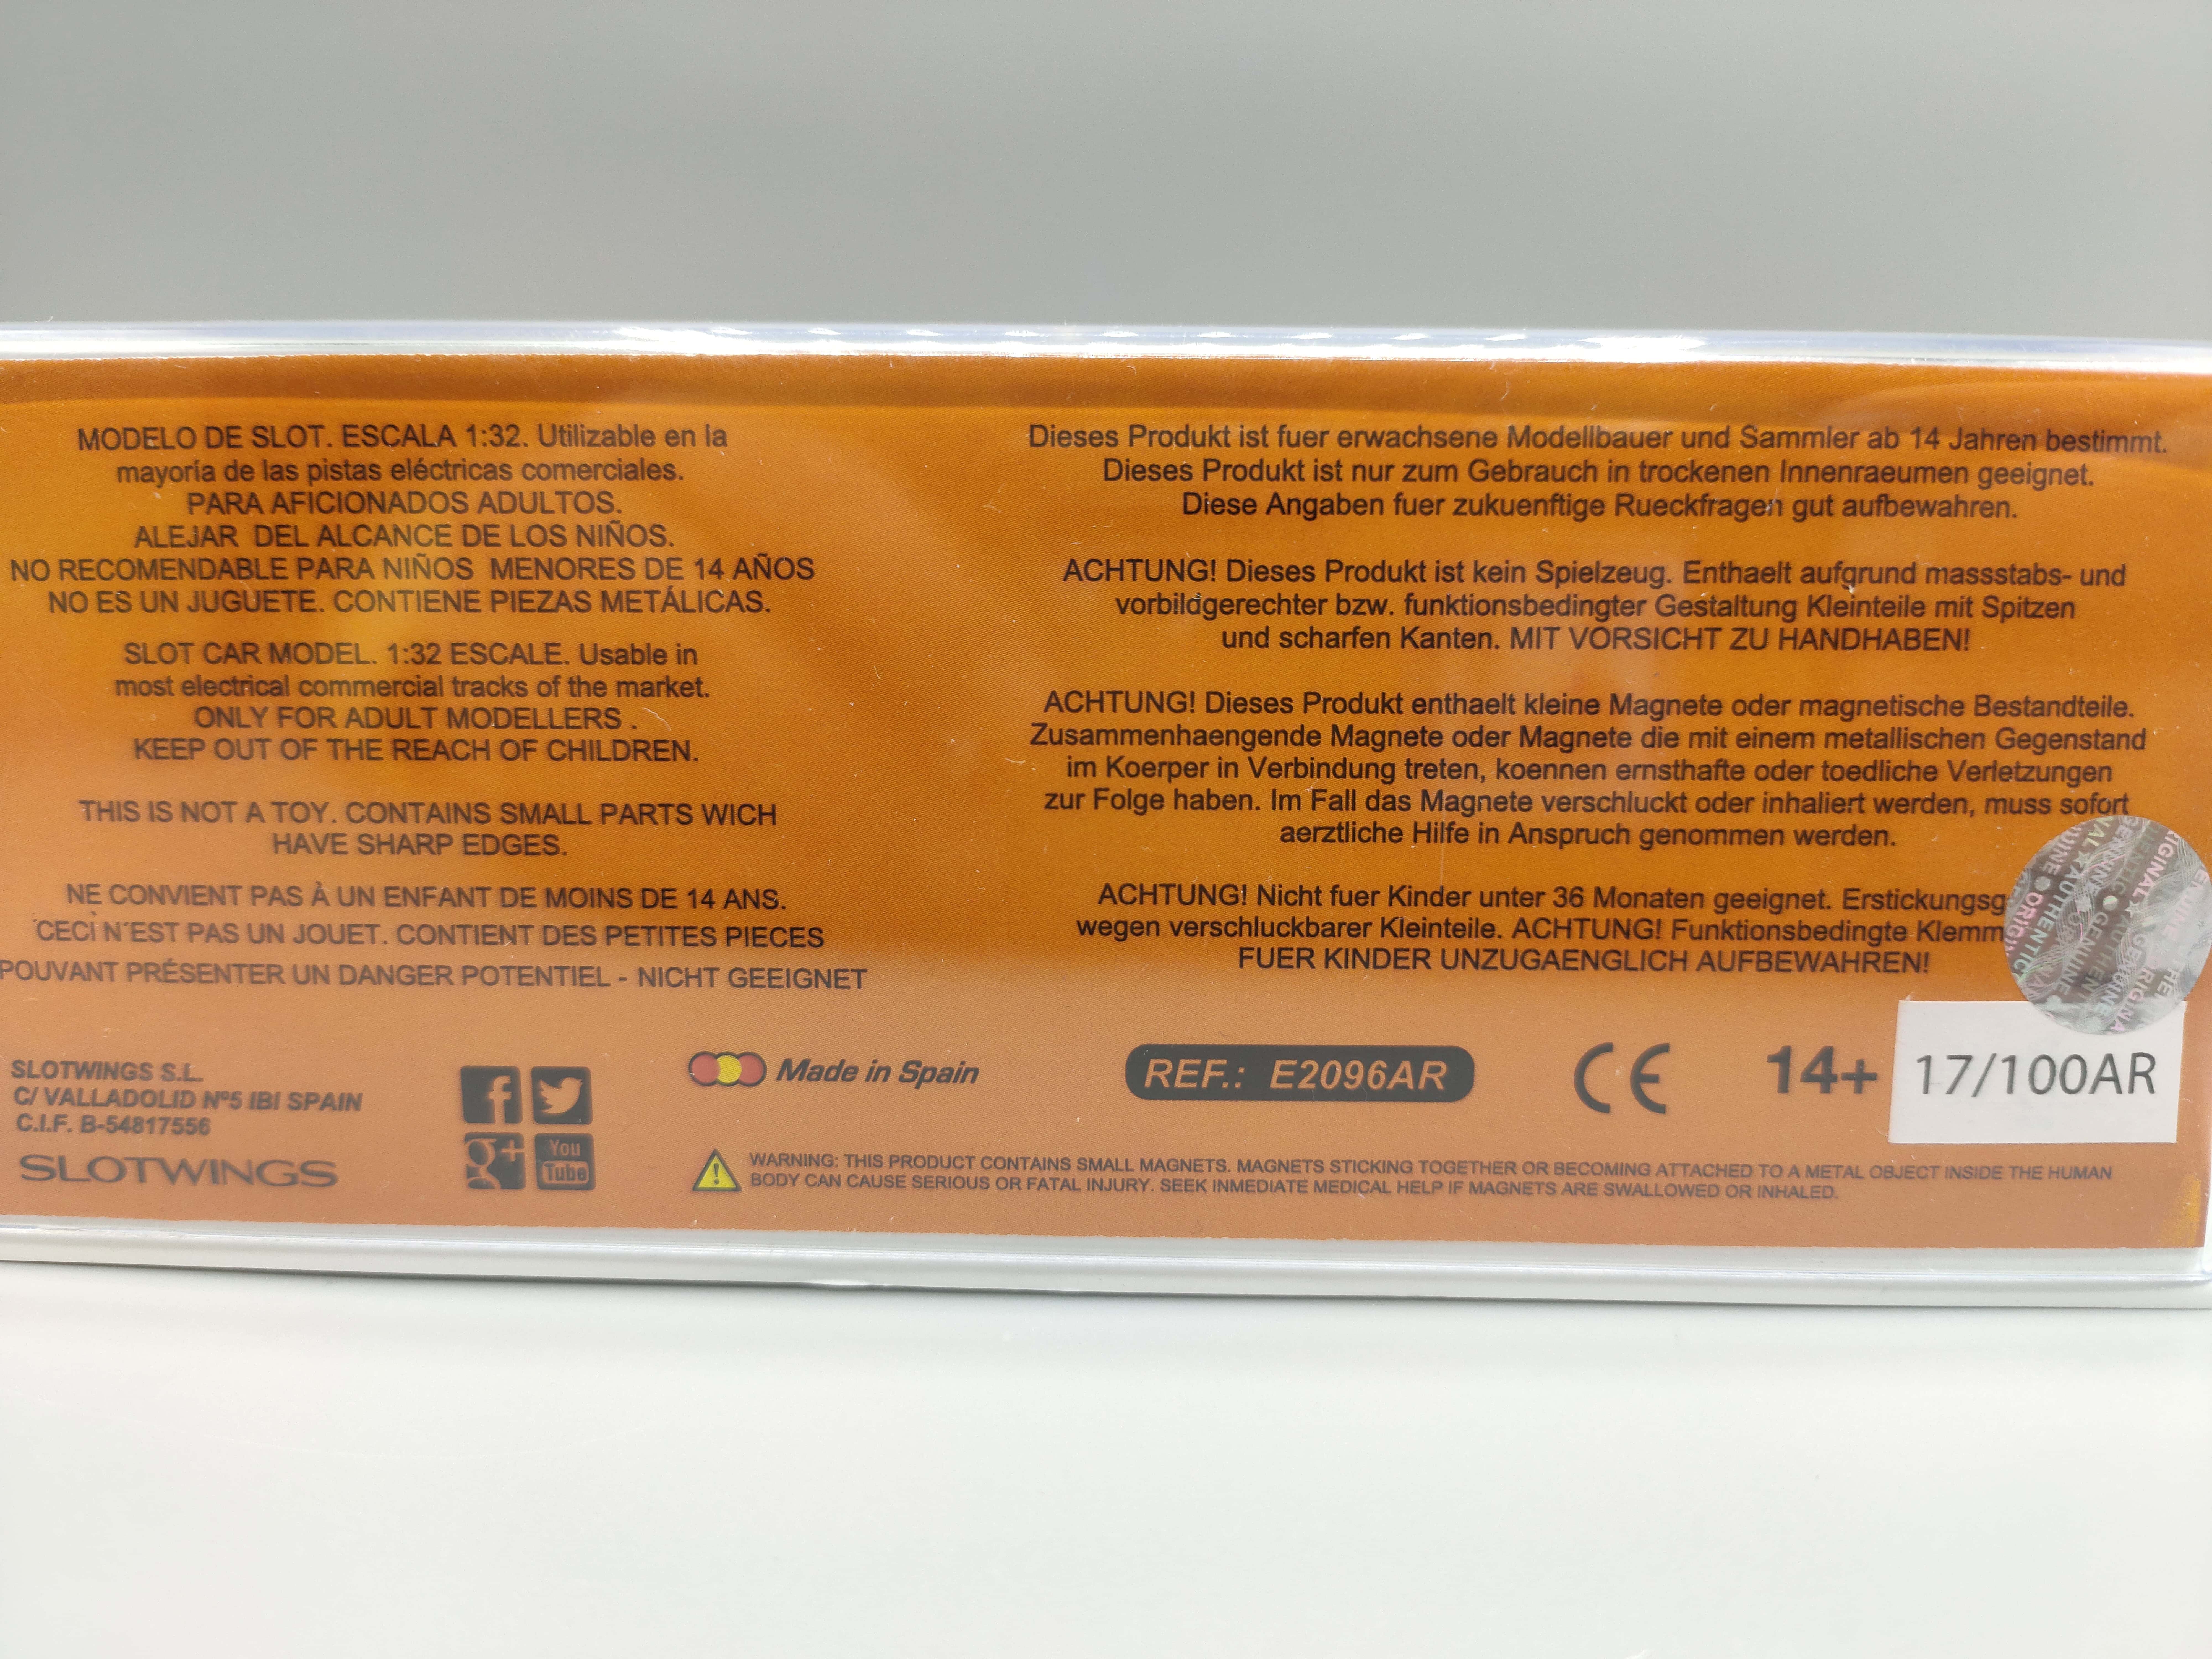 MODELO DE SLOT. ESCALA 1:32. Utilizable en la
mayoría de las pistas eléctricas comerciales.
PARA AFICIONADOS ADULTOS.
ALEJAR DEL ALCANCE DE LOS NIÑOS.
NO RECOMENDABLE PARA NIÑOS MENORES DE 14 AÑOS
NO ES UN JUGUETE. CONTIENE PIEZAS METÁLICAS.
SLOT CAR MODEL. 1:32 ESCALE. Usable in
most electrical commercial tracks of the market.
ONLY FOR ADULT MODELLERS .
KEEP OUT OF THE REACH OF CHILDREN.
THIS IS NOT A TOY. CONTAINS SMALL PARTS WICH
HAVE SHARP EDGES.
NE CONVIENT PAS À UN ENFANT DE MOINS DE 14 ANS.
CECÌ N´EST PAS UN JOUET. CONTIENT DES PETITES PIECES
POUVANT PRÉSENTER UN DANGER POTENTIEL - NICHT GEEIGNET
Dieses Produkt ist fuer erwachsene Modellbauer und Sammler ab 14 Jahren bestimmt.
Dieses Produkt ist nur zum Gebrauch in trockenen Innenraeumen geeignet.
Diese Angaben fuer zukuenftige Rueckfragen gut aufbewahren.
ACHTUNG! Dieses Produkt ist kein Spielzeug. Enthaelt aufgrund massstabs- und
vorbildgerechter bzw. funktionsbedingter Gestaltung Kleinteile mit Spitzen
und scharfen Kanten. MIT VORSICHT ZU HANDHABEN!
ACHTUNG! Dieses Produkt enthaelt kleine Magnete oder magnetische Bestandteile.
Zusammenhaengende Magnete oder Magnete die mit einem metallischen Gegenstand
im Koerper in Verbindung treten, koennen ernsthafte oder toedliche Verletzungen
zur Folge haben. Im Fall das Magnete verschluckt oder inhaliert werden, muss sofort
aerztliche Hilfe in Anspruch genommen werden.
ACHTUNG! Nicht fuer Kinder unter 36 Monaten geeignet. Erstickungsg
wegen verschluckbarer Kleinteile. ACHTUNG! Funktionsbedingte Klemm
FUER KINDER UNZUGAENGLICH AUFBEWAHREN!
SLOTWINGS S.L.
C/ VALLADOLID Nº5 IBI SPAIN
C.I.F. B-54817556
SLOTWINGS
f
g+
You
Tube
Made in Spain
REF.: E2096AR
CE
14+
17/100AR
WARNING: THIS PRODUCT CONTAINS SMALL MAGNETS. MAGNETS STICKING TOGETHER OR BECOMING ATTACHED TO A METAL OBJECT INSIDE THE HUMAN
BODY CAN CAUSE SERIOUS OR FATAL INJURY. SEEK INMEDIATE MEDICAL HELP IF MAGNETS ARE SWALLOWED OR INHALED.